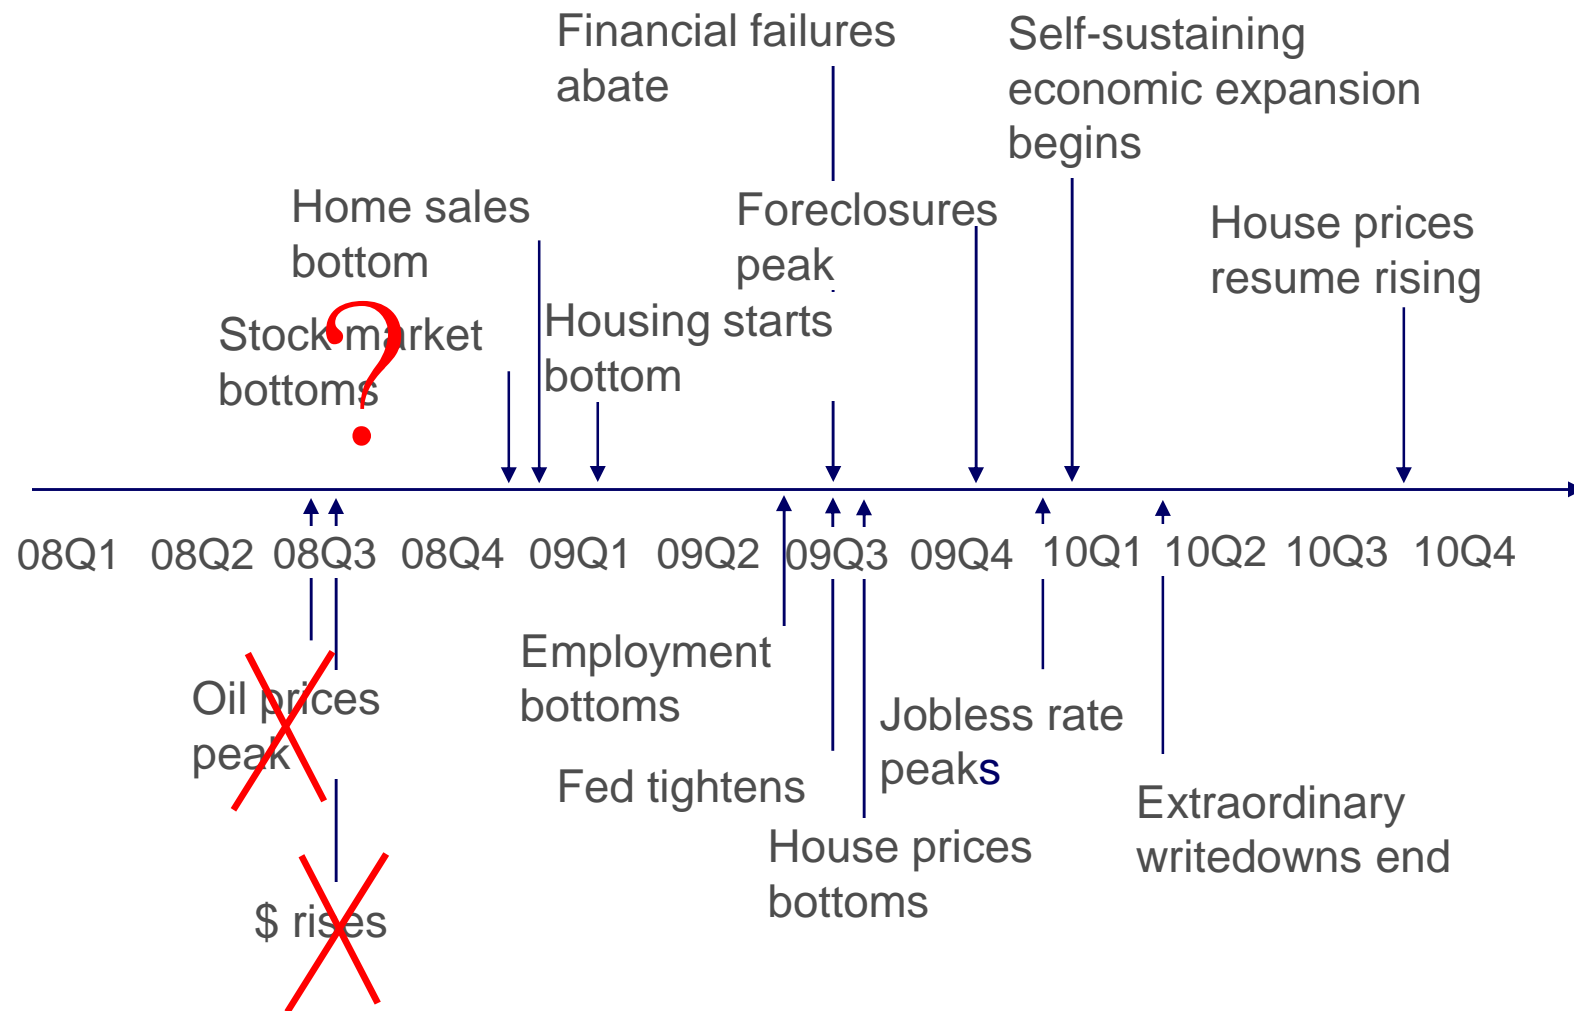 Financial failures
abate
Self-sustaining
economic expansion
begins
Home sales
bottom
Foreclosures
peak
House prices
resume rising
Stock market
bottoms
?
Housing starts
bottom
08Q1 08Q2 08Q3 08Q4 09Q1 09Q2 09Q3 09Q4 10Q1 10Q2 10Q3 10Q4
Oil prices
peak
Employment
bottoms
Jobless rate
peaks
Fed tightens
Extraordinary
writedowns end
House prices
bottoms
$ rises